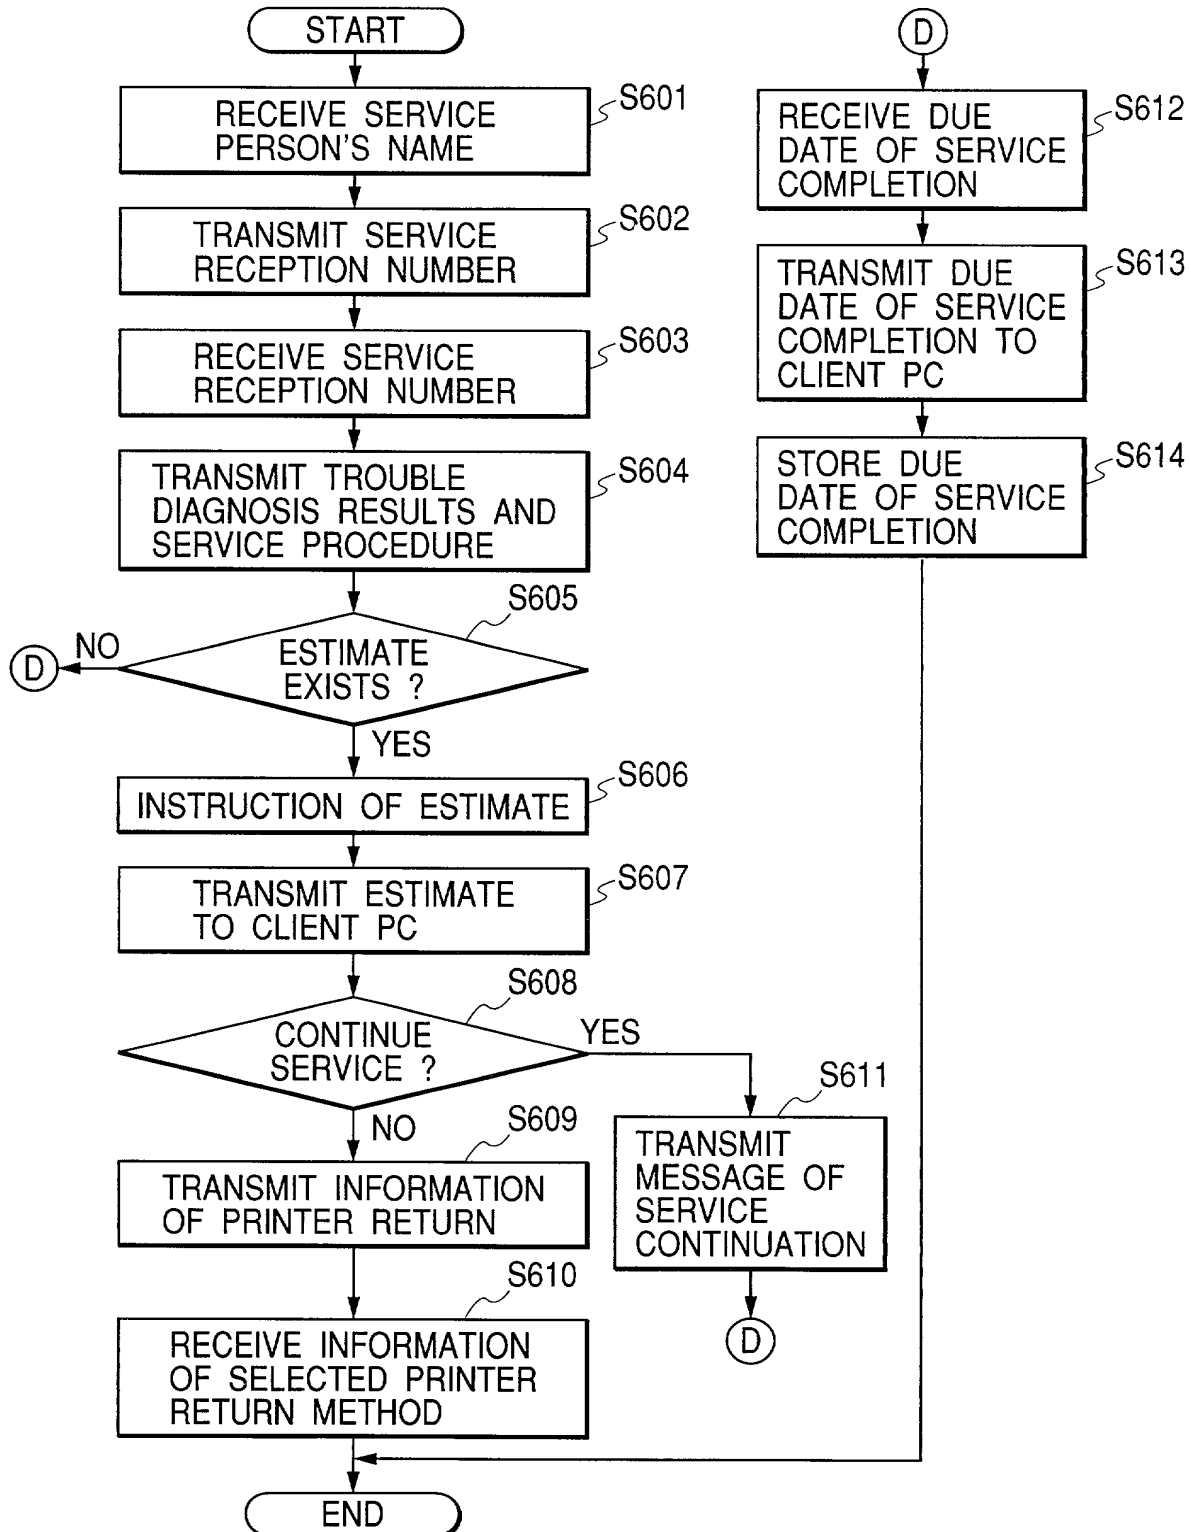 START
S601
RECEIVE SERVICE
PERSON'S NAME
S602
TRANSMIT SERVICE
RECEPTION NUMBER
S603
RECEIVE SERVICE
RECEPTION NUMBER
S604
TRANSMIT TROUBLE
DIAGNOSIS RESULTS AND
SERVICE PROCEDURE
S605
ESTIMATE
EXISTS ?
NO
D
YES
S606
INSTRUCTION OF ESTIMATE
S607
TRANSMIT ESTIMATE
TO CLIENT PC
S608
CONTINUE
SERVICE ?
YES
NO
S609
TRANSMIT INFORMATION
OF PRINTER RETURN
S610
RECEIVE INFORMATION
OF SELECTED PRINTER
RETURN METHOD
END
S611
TRANSMIT
MESSAGE OF
SERVICE
CONTINUATION
D
D
S612
RECEIVE DUE
DATE OF SERVICE
COMPLETION
S613
TRANSMIT DUE
DATE OF SERVICE
COMPLETION TO
CLIENT PC
S614
STORE DUE
DATE OF SERVICE
COMPLETION